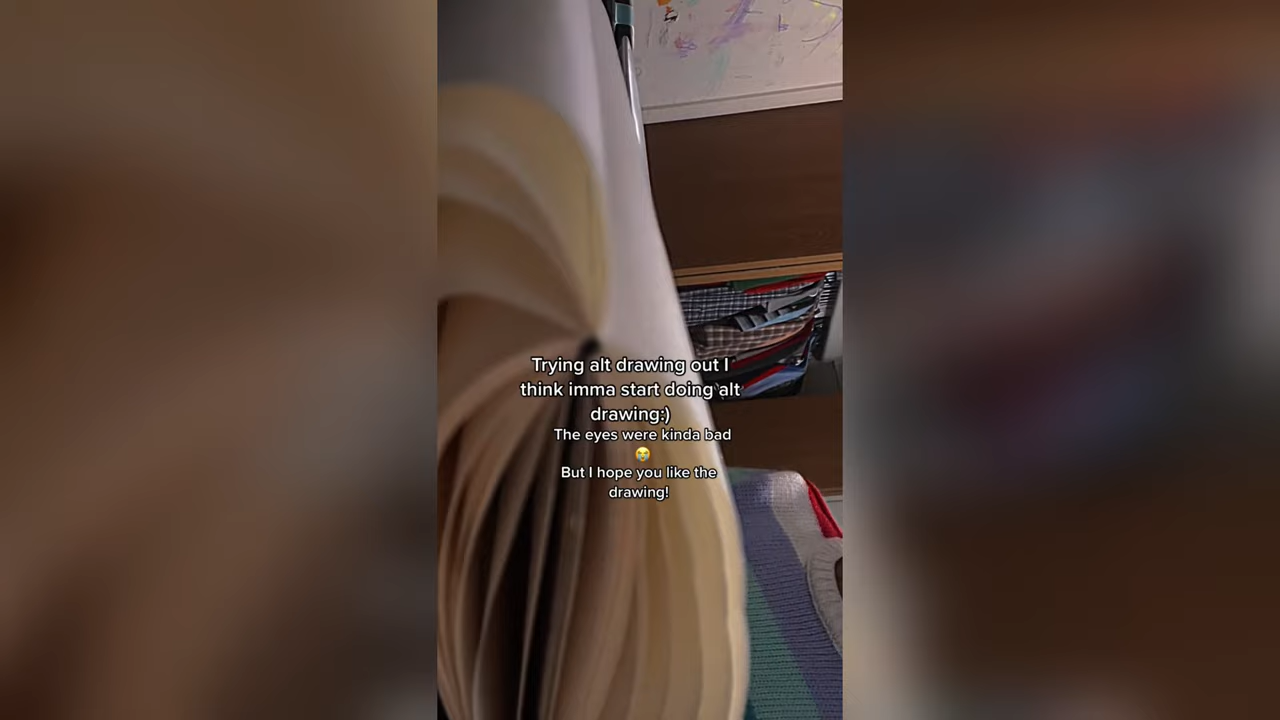 Trying alt drawing out I
think imma start doing alt
drawing:)
The eyes were kinda bad
😭
But I hope you like the
drawing!